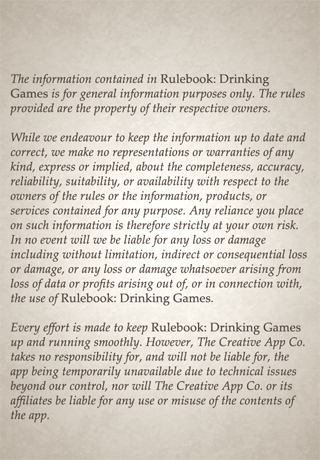 The information contained in Rulebook: Drinking
Games is for general information purposes only. The rules
provided are the property of their respective owners.
While we endeavour to keep the information up to date and
correct, we make no representations or warranties of any
kind, express or implied, about the completeness, accuracy,
reliability, suitability, or availability with respect to the
owners of the rules or the information, products, or
services contained for any purpose. Any reliance you place
on such information is therefore strictly at your own risk.
In no event will we be liable for any loss or damage
including without limitation, indirect or consequential loss
or damage, or any loss or damage whatsoever arising from
loss of data or profits arising out of, or in connection with,
the use of Rulebook: Drinking Games.
Every effort is made to keep Rulebook: Drinking Games
up and running smoothly. However, The Creative App Co.
takes no responsibility for, and will not be liable for, the
app being temporarily unavailable due to technical issues
beyond our control, nor will The Creative App Co. or its
affiliates be liable for any use or misuse of the contents of
the app.